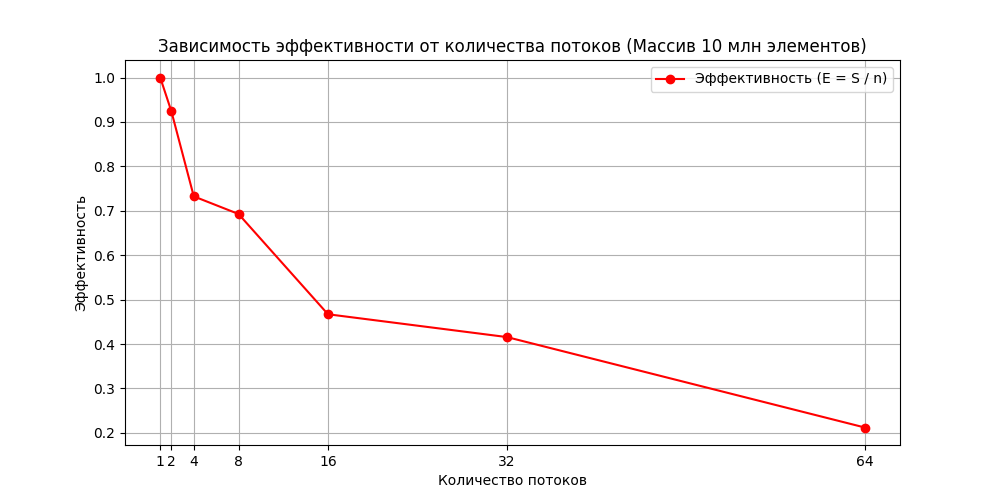 Зависимость эффективности от количества потоков (Массив 10 млн элементов)
Эффективность (E = S / n)
1.0
0.9
0.8
0.7
0.6
0.5
0.4
0.3
0.2
Эффективность
1 2 4 8 16 32 64
Количество потоков